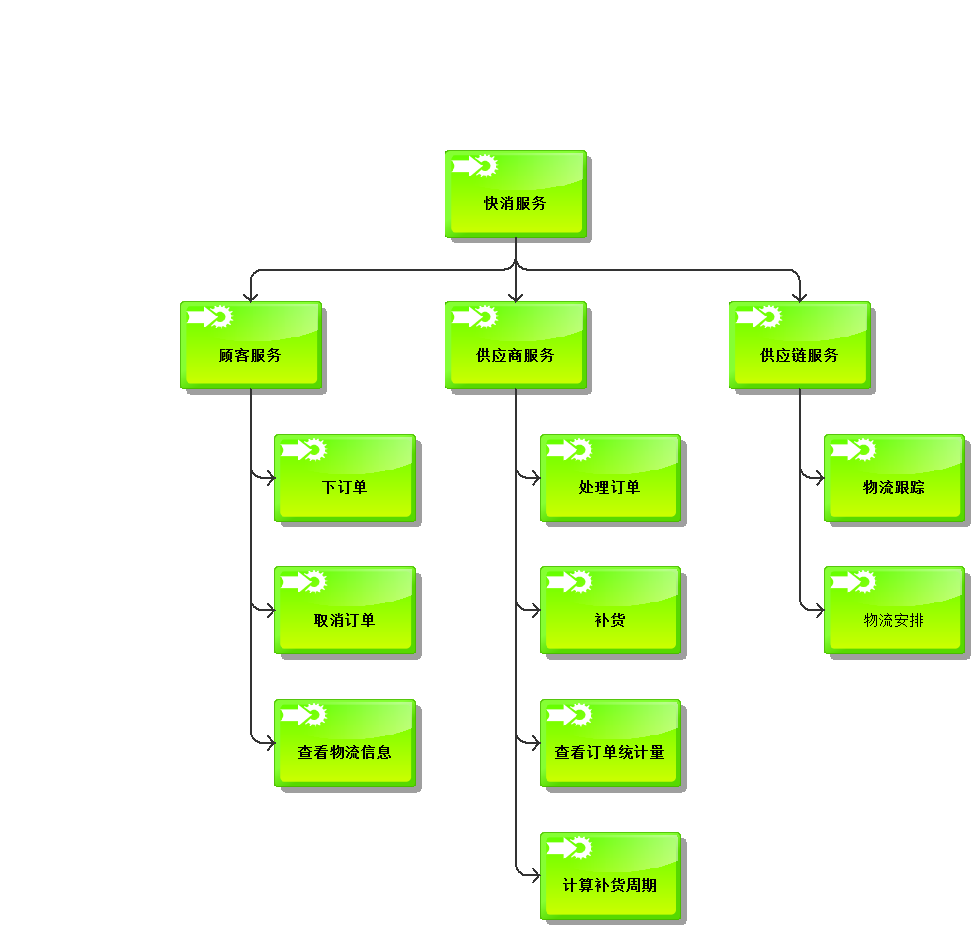 快消服务
顾客服务
供应商服务
供应链服务
下订单
处理订单
物流跟踪
取消订单
补货
物流安排
查看物流信息
查看订单统计量
计算补货周期